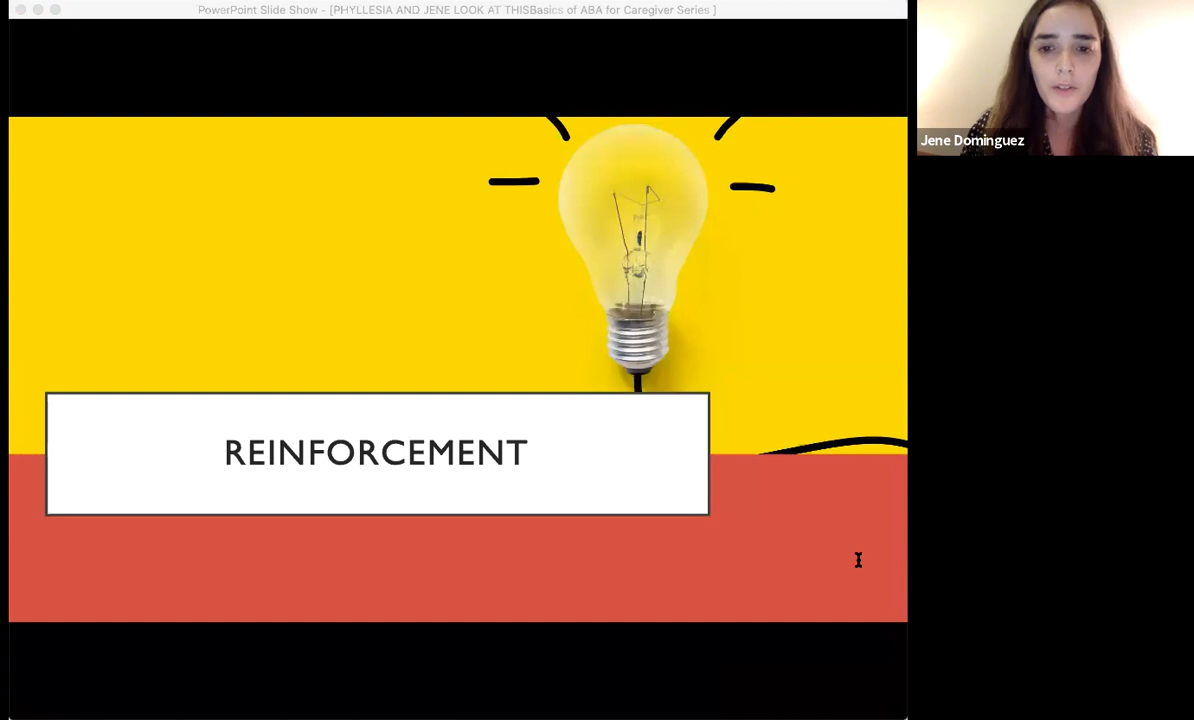 PowerPoint Slide Show - [PHYLLESIA AND JENE LOOK AT THISBasics of ABA for Caregiver Series ]
Jene Dominguez
REINFORCEMENT